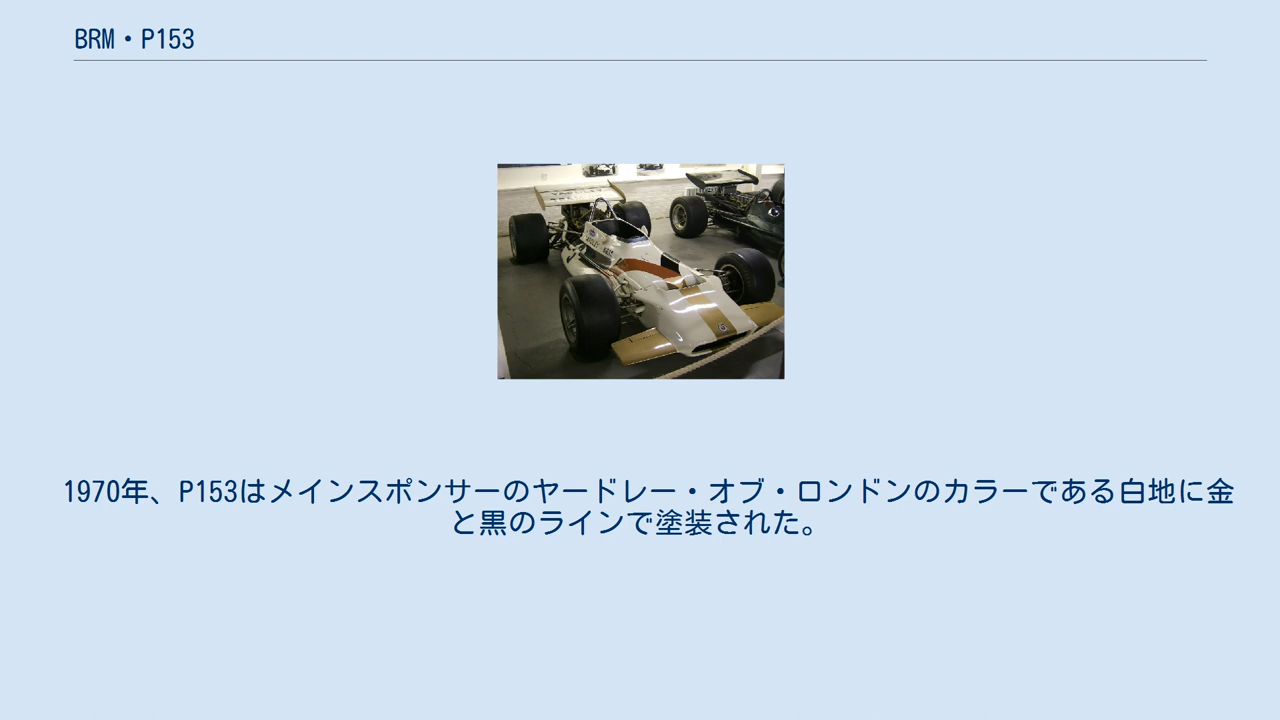 BRM・P153
1970年、P153はメインスポンサーのヤードレー・オブ・ロンドンのカラーである白地に金
と黒のラインで塗装された。